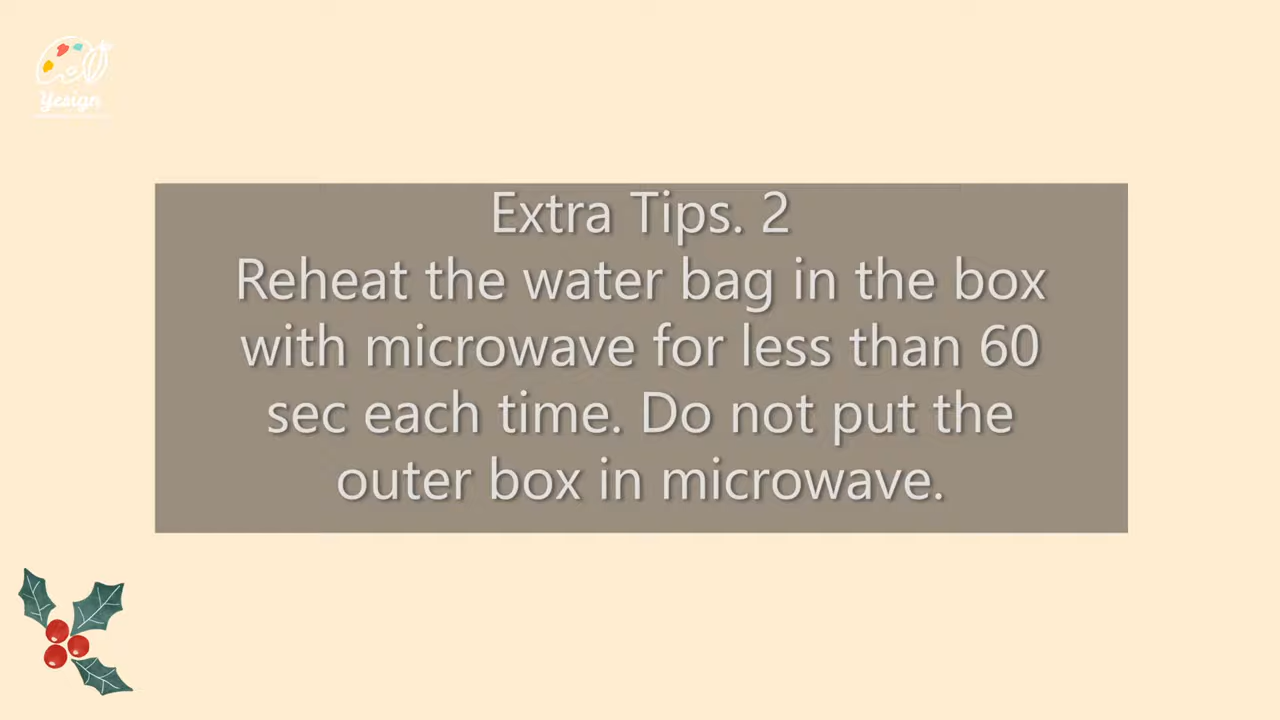 Yesign
Extra Tips. 2
Reheat the water bag in the box
with microwave for less than 60
sec each time. Do not put the
outer box in microwave.